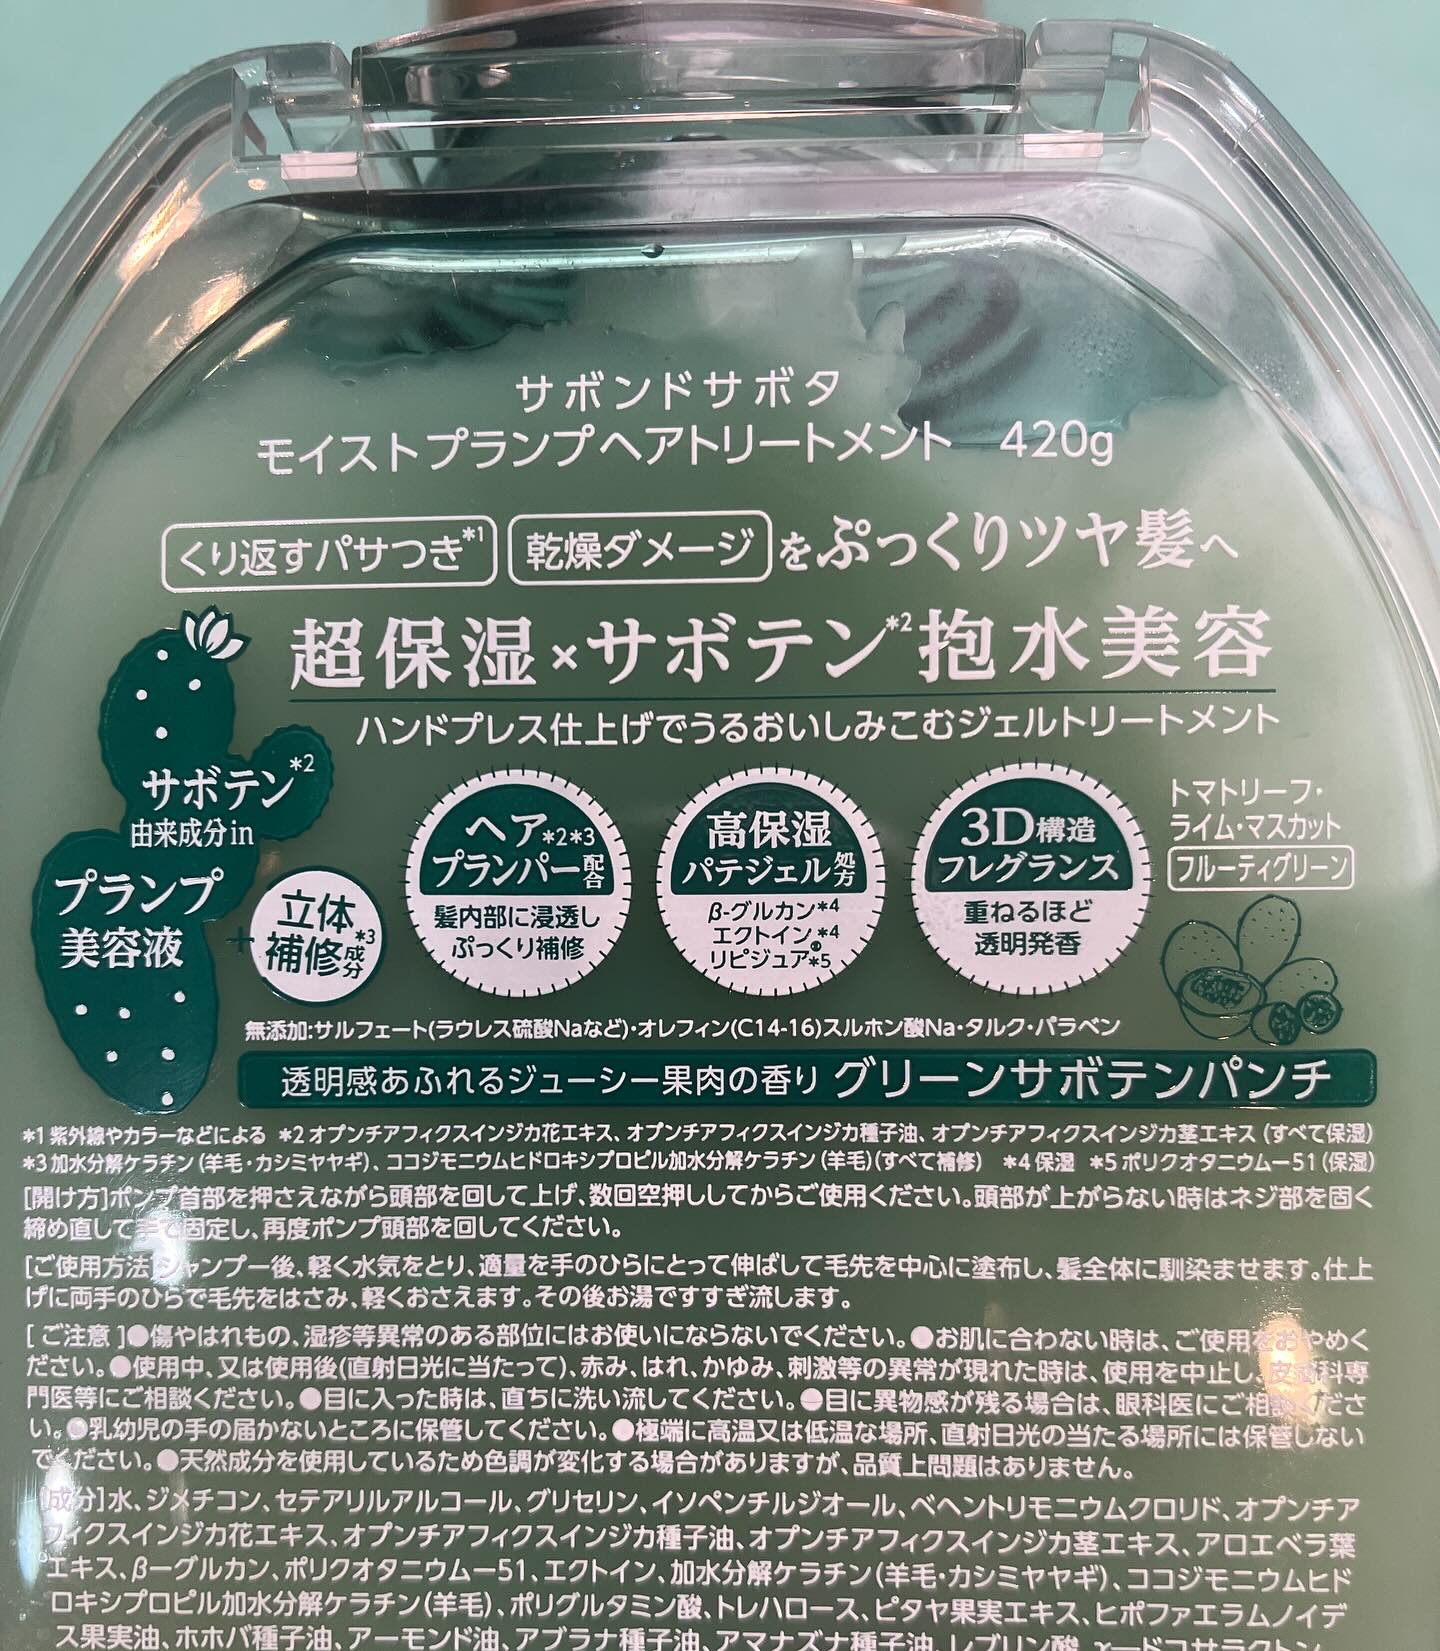 サボンドサボタ
モイストプランプヘアトリートメント 420g
くり返すパサつき*1 乾燥ダメージ をぷっくりツヤ髪へ
超保湿×サボテン*2抱水美容
ハンドプレス仕上げでうるおいしみこむジェルトリートメント
サボテン*2
由来成分in
プランプ
美容液
+
立体
補修成分*3
ヘア*2*3
プランパー配合
髪内部に浸透し
ぷっくり補修
高保湿
パテジェル処方
β-グルカン*4
エクトイン*4
リピジュア®*5
3D構造
フレグランス
重ねるほど
透明発香
トマトリーフ・
ライム・マスカット
フルーティグリーン
無添加:サルフェート(ラウレス硫酸Naなど)・オレフィン(C14-16)スルホン酸Na・タルク・パラベン
透明感あふれるジューシー果肉の香り グリーンサボテンパンチ
*1 紫外線やカラーなどによる *2 オプンチアフィクスインジカ花エキス、オプンチアフィクスインジカ種子油、オプンチアフィクスインジカ茎エキス (すべて保湿)
*3 加水分解ケラチン (羊毛・カシミヤヤギ)、ココジモニウムヒドロキシプロピル加水分解ケラチン (羊毛)(すべて補修) *4 保湿 *5 ポリクオタニウムー51 (保湿)
[開け方]ポンプ首部を押さえながら頭部を回して上げ、数回空押ししてからご使用ください。頭部が上がらない時はネジ部を固く
締め直して手で固定し、再度ポンプ頭部を回してください。
[ご使用方法]シャンプー後、軽く水気をとり、適量を手のひらにとって伸ばして毛先を中心に塗布し、髪全体に馴染ませます。仕上
げに両手のひらで毛先をはさみ、軽くおさえます。その後お湯ですすぎ流します。
[ ご注意 ]●傷やはれもの、湿疹等異常のある部位にはお使いにならないでください。●お肌に合わない時は、ご使用をおやめく
ださい。●使用中、又は使用後(直射日光に当たって)、赤み、はれ、かゆみ、刺激等の異常が現れた時は、使用を中止し、皮膚科専
門医等にご相談ください。●目に入った時は、直ちに洗い流してください。●目に異物感が残る場合は、眼科医にご相談くださ
い。●乳幼児の手の届かないところに保管してください。●極端に高温又は低温な場所、直射日光の当たる場所には保管しない
でください。●天然成分を使用しているため色調が変化する場合がありますが、品質上問題はありません。
[成分]水、ジメチコン、セテアリルアルコール、グリセリン、イソペンチルジオール、ベヘントリモニウムクロリド、オプンチア
フィクスインジカ花エキス、オプンチアフィクスインジカ種子油、オプンチアフィクスインジカ茎エキス、アロエベラ葉
エキス、βーグルカン、ポリクオタニウムー51、エクトイン、加水分解ケラチン (羊毛・カシミヤヤギ)、ココジモニウムヒド
ロキシプロピル加水分解ケラチン(羊毛)、ポリグルタミン酸、トレハロース、ピタヤ果実エキス、ヒポファエラムノイデ
ス果実油、ホホバ種子油、アーモンド油、アブラナ種子油、アマナズナ種子油、レブリン酸、